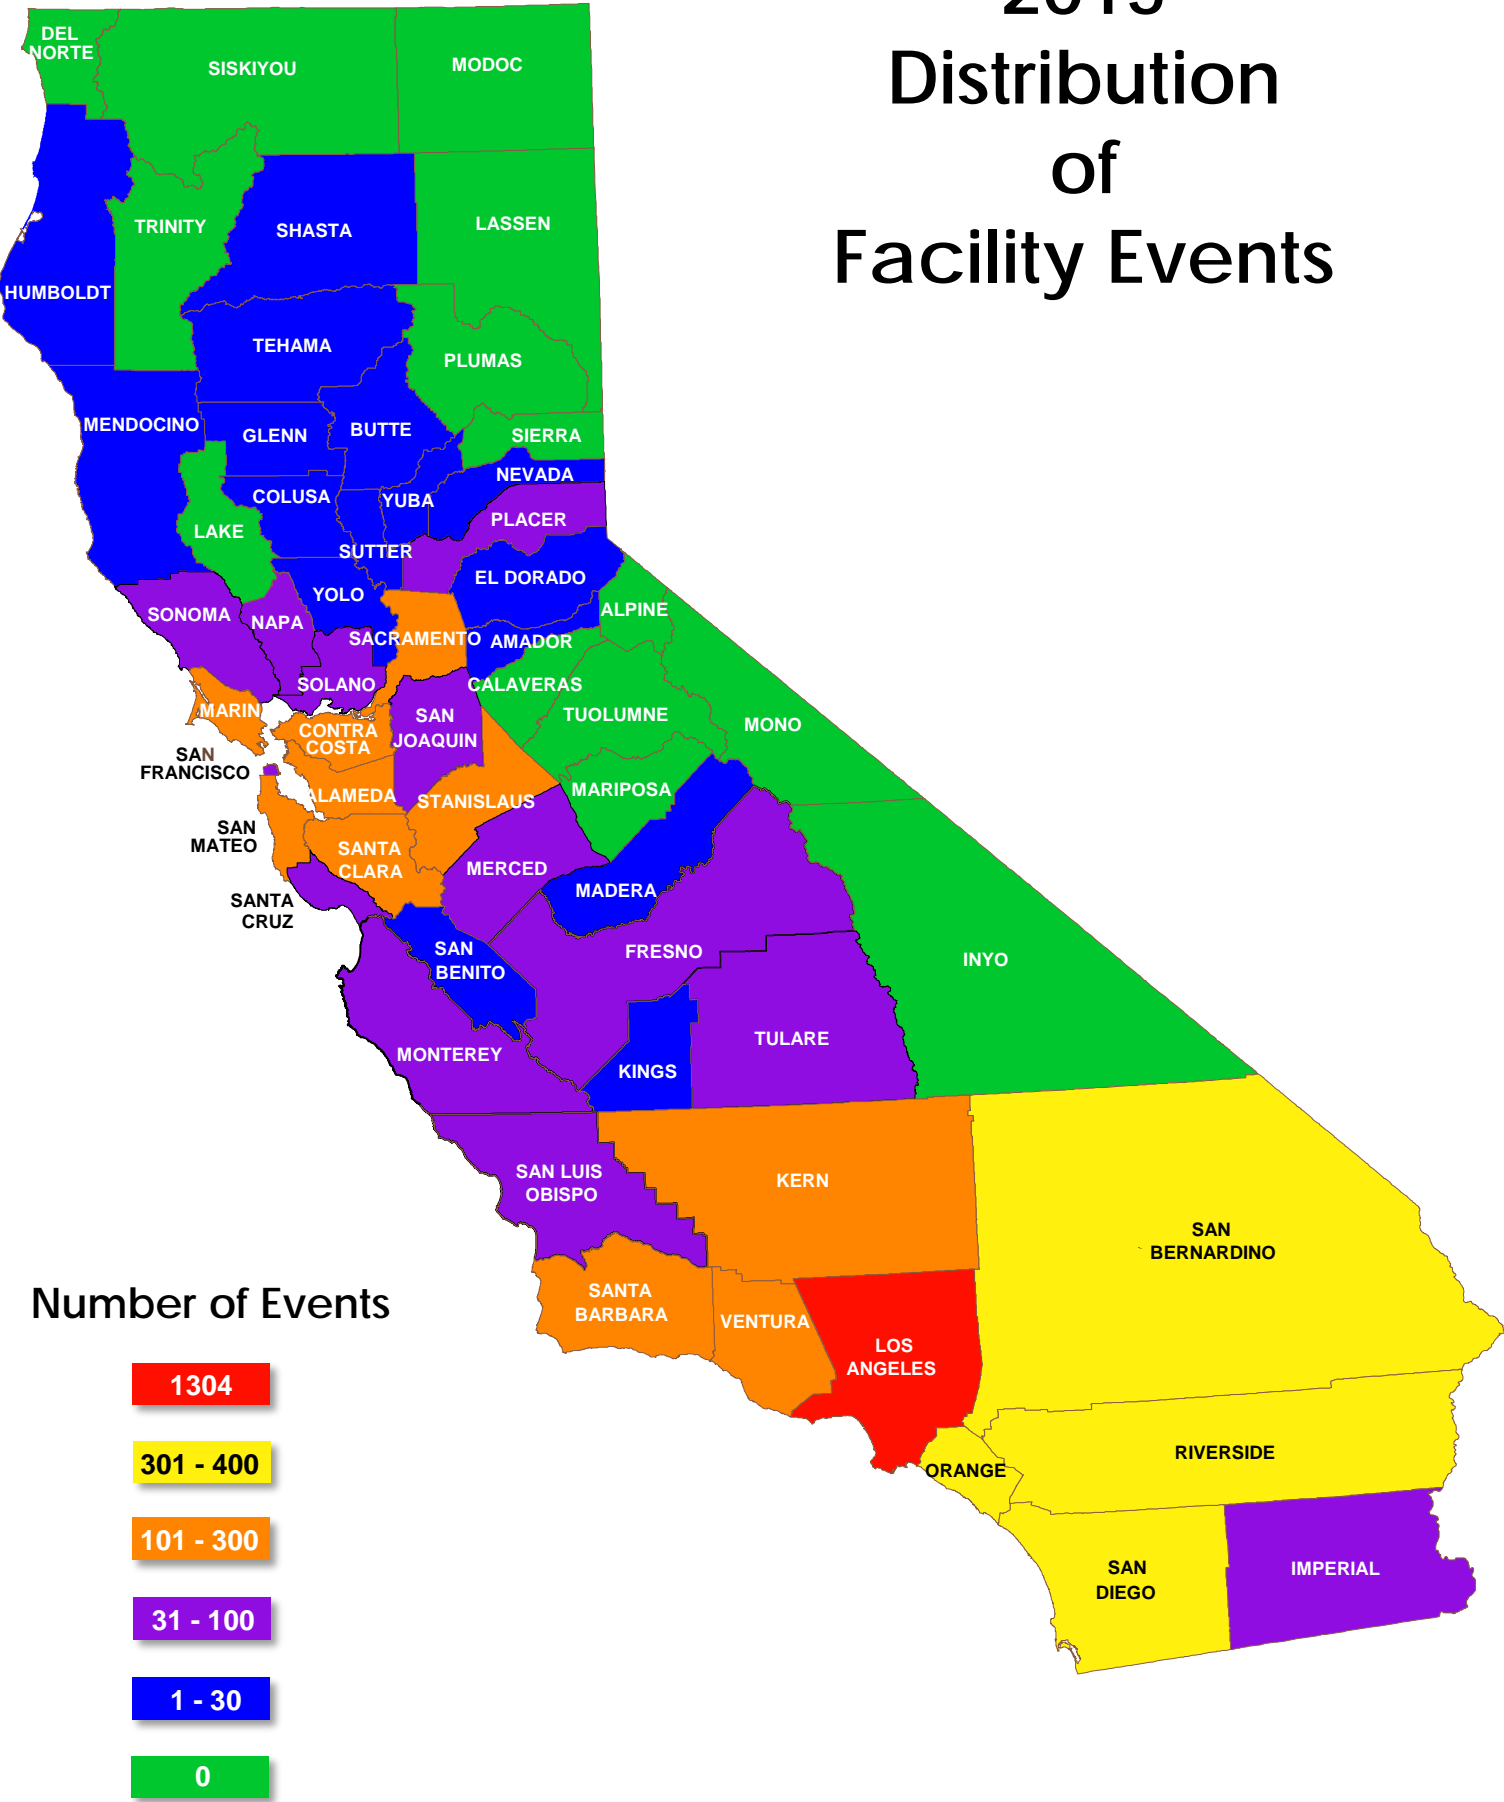 2013
Distribution
of
Facility Events
DEL
NORTE
SISKIYOU
MODOC
TRINITY
SHASTA
LASSEN
HUMBOLDT
TEHAMA
PLUMAS
MENDOCINO
GLENN
BUTTE
SIERRA
NEVADA
COLUSA
YUBA
PLACER
LAKE
SUTTER
EL DORADO
YOLO
ALPINE
SONOMA
NAPA
SACRAMENTO
AMADOR
SOLANO
CALAVERAS
MARIN
SAN
JOAQUIN
TUOLUMNE
MONO
CONTRA
COSTA
SAN
FRANCISCO
ALAMEDA
STANISLAUS
MARIPOSA
SAN
MATEO
SANTA
CLARA
MERCED
MADERA
SANTA
CRUZ
SAN
BENITO
FRESNO
INYO
TULARE
MONTEREY
KINGS
SAN LUIS
OBISPO
KERN
SAN
BERNARDINO
SANTA
BARBARA
VENTURA
LOS
ANGELES
RIVERSIDE
ORANGE
SAN
DIEGO
IMPERIAL
Number of Events
1304
301 - 400
101 - 300
31 - 100
1 - 30
0